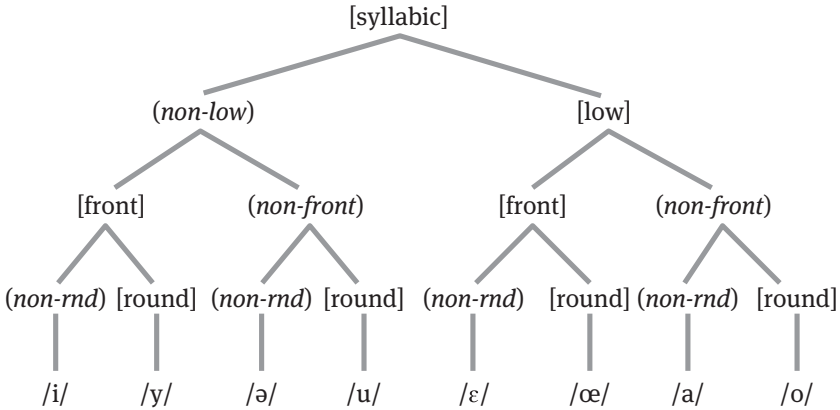 [syllabic]
(non-low) [low]
[front] (non-front) [front] (non-front)
(non-rnd) [round] (non-rnd) [round] (non-rnd) [round] (non-rnd) [round]
/i/ /y/ /ə/ /u/ /ɛ/ /œ/ /a/ /o/